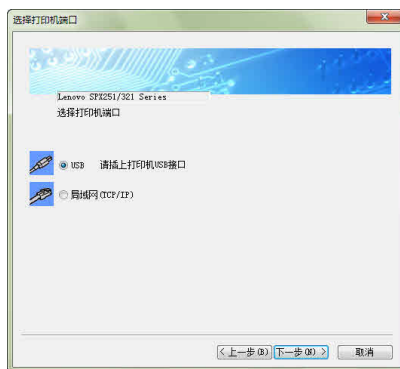 选择打印机端口
Lenovo SPX251/321 Series
选择打印机端口
USB 请插上打印机USB接口
局域网(TCP/IP)
<上一步(B) 下一步(N)> 取消